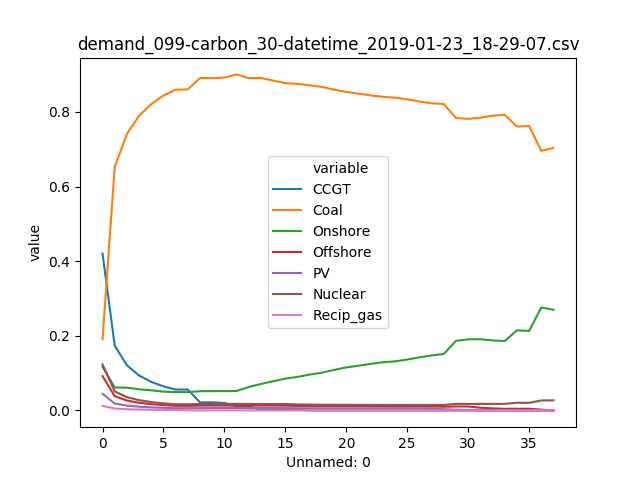 demand_099-carbon_30-datetime_2019-01-23_18-29-07.csv
value
0.8
0.6
0.4
0.2
0.0
variable
CCGT
Coal
Onshore
Offshore
PV
Nuclear
Recip_gas
0 5 10 15 20 25 30 35
Unnamed: 0